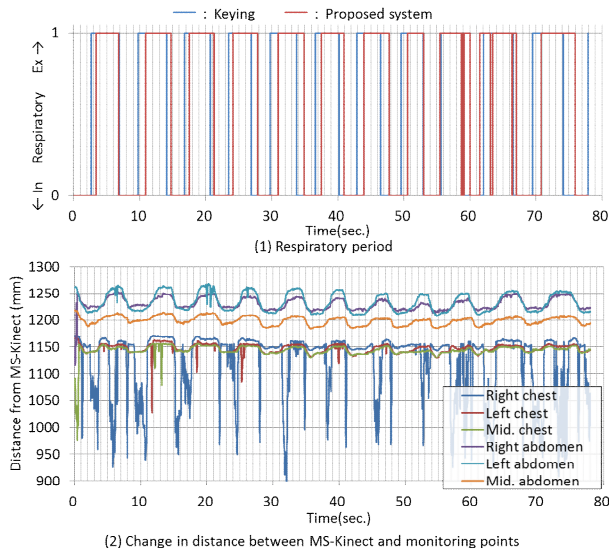 : Keying : Proposed system
← In Respiratory Ex →
1
0
0 10 20 30 40 50 60 70 80
Time(sec.)
(1) Respiratory period
Distance from MS-Kinect (mm)
1300
1250
1200
1150
1100
1050
1000
950
900
Right chest
Left chest
Mid. chest
Right abdomen
Left abdomen
Mid. abdomen
0 10 20 30 40 50 60 70 80
Time(sec.)
(2) Change in distance between MS-Kinect and monitoring points